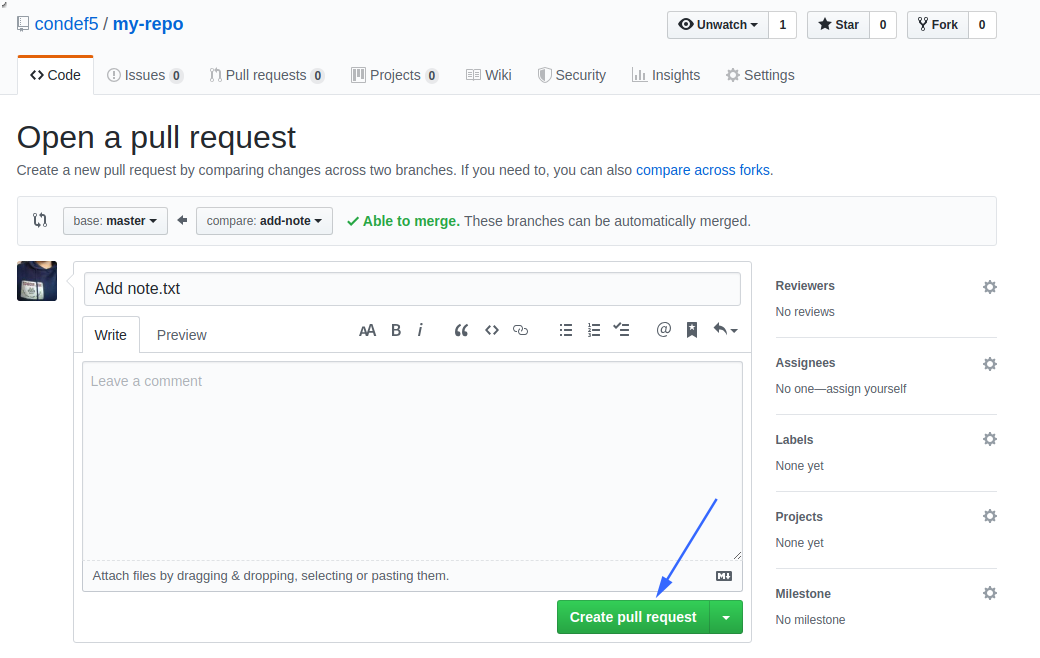 condef5 / my-repo
Unwatch 1 Star 0 Fork 0
Code Issues 0 Pull requests 0 Projects 0 Wiki Security Insights Settings
Open a pull request
Create a new pull request by comparing changes across two branches. If you need to, you can also compare across forks.
base: master compare: add-note Able to merge. These branches can be automatically merged.
Add note.txt
Write Preview AA B i @
Leave a comment
Attach files by dragging & dropping, selecting or pasting them.
Create pull request
Reviewers
No reviews
Assignees
No one—assign yourself
Labels
None yet
Projects
None yet
Milestone
No milestone